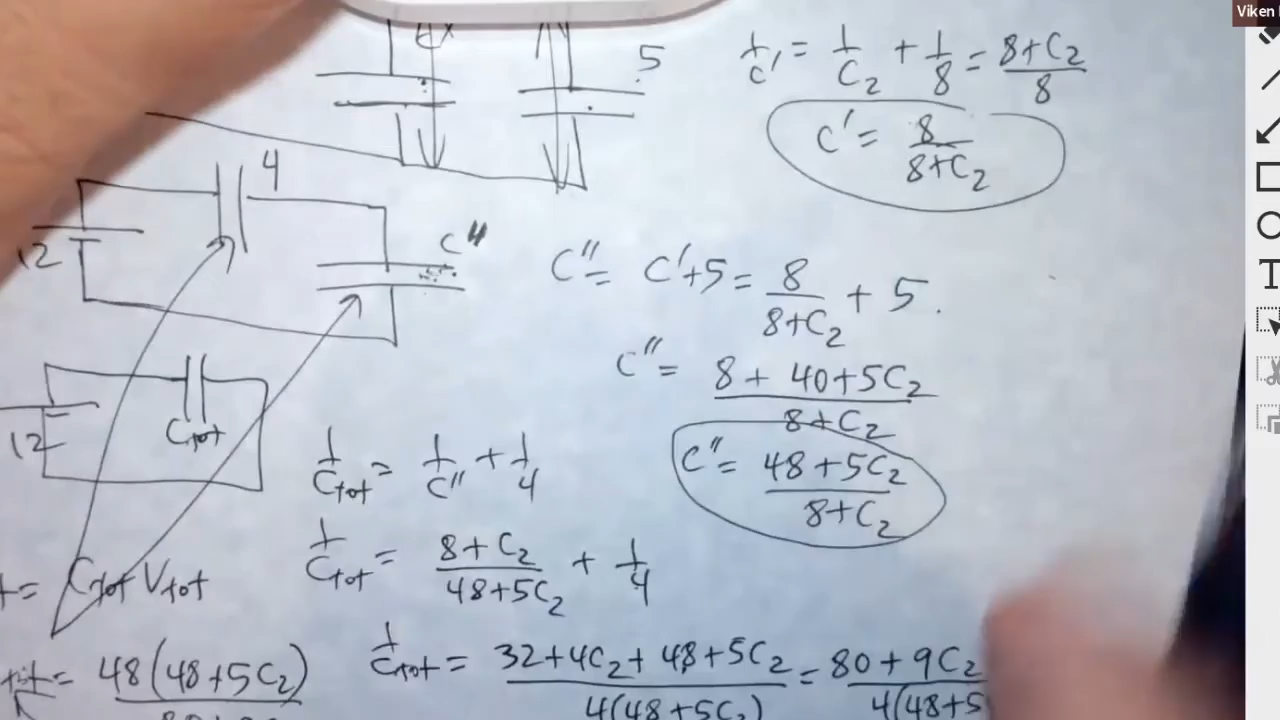 Viken
5
1/C' = 1/C₂ + 1/8 = (8+C₂)/8
C' = 8/(8+C₂)
4
12
C"
C" = C'+5 = 8/(8+C₂) + 5.
C" = (8 + 40+5C₂)/(8+C₂)
C" = (48+5C₂)/(8+C₂)
12
Ctot
1/Ctot = 1/C" + 1/4
1/Ctot = (8+C₂)/(48+5C₂) + 1/4
= Ctot Vtot
= 48(48+5C₂)
1/Ctot = (32+4C₂+48+5C₂)/(4(48+5C₂)) = (80+9C₂)/(4(48+5
T